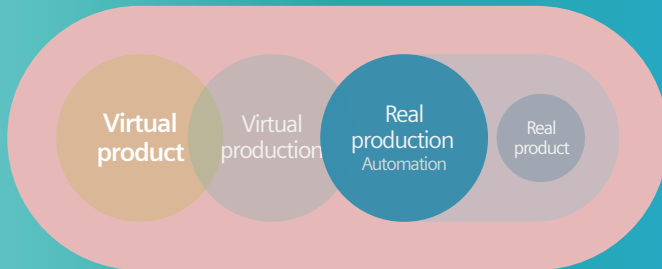 Virtual
product
Virtual
production
Real
production
Automation
Real
product